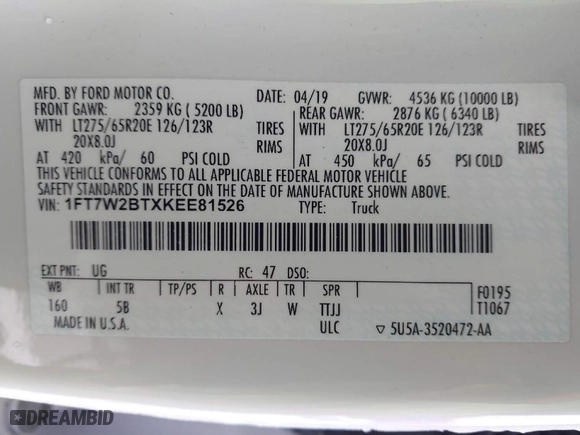 MFD. BY FORD MOTOR CO.
DATE: 04/19 GVWR: 4536 KG (10000 LB)
FRONT GAWR: 2359 KG ( 5200 LB)
REAR GAWR: 2876 KG ( 6340 LB)
WITH LT275/65R20E 126/123R TIRES
WITH LT275/65R20E 126/123R TIRES
20X8.0J RIMS
20X8.0J RIMS
AT 420 kPa/ 60 PSI COLD
AT 450 kPa/ 65 PSI COLD
THIS VEHICLE CONFORMS TO ALL APPLICABLE FEDERAL MOTOR VEHICLE
SAFETY STANDARDS IN EFFECT ON THE DATE OF MANUFACTURE SHOWN ABOVE.
VIN: 1FT7W2BTXKEE81526 TYPE: Truck
EXT PNT: UG RC: 47 DSO:
WB INT TR TP/PS R AXLE TR SPR
160 5B X 3J W TTJJ
F0195
T1067
MADE IN U.S.A. ULC ▽ 5U5A-3520472-AA
DREAMBID